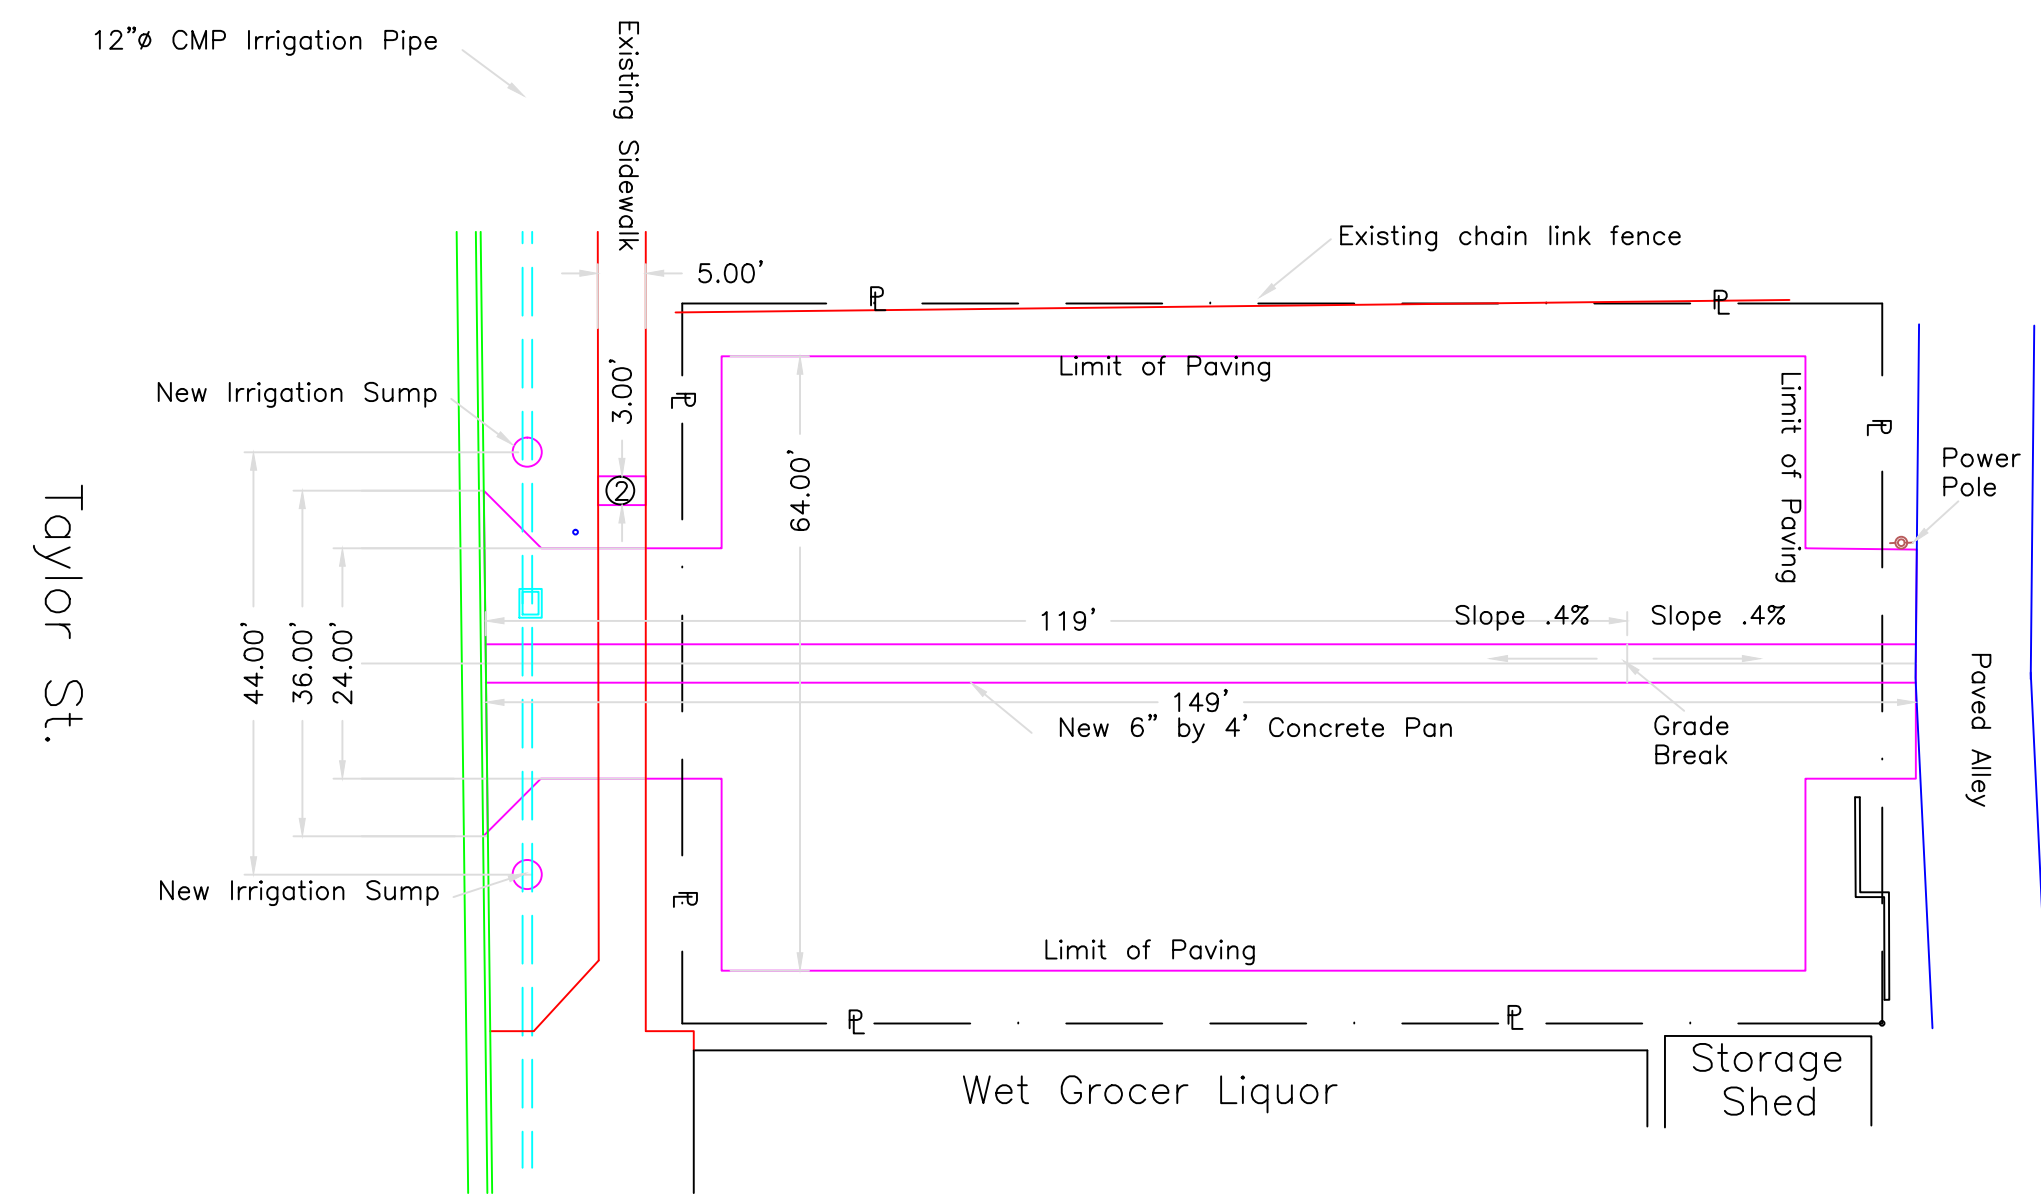 12"ø CMP Irrigation Pipe
Existing Sidewalk
Existing chain link fence
5.00'
℄
℄
Limit of Paving
3.00'
New Irrigation Sump
℄
Limit of Paving
℄
64.00'
Power
Pole
2
Taylor St.
119'
Slope .4%
Slope .4%
44.00'
36.00'
24.00'
Paved Alley
149'
New 6" by 4' Concrete Pan
Grade
Break
New Irrigation Sump
℄
Limit of Paving
℄
℄
Wet Grocer Liquor
Storage
Shed